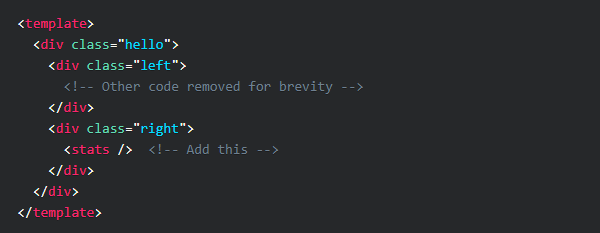 <template>
  <div class="hello">
    <div class="left">
      <!-- Other code removed for brevity -->
    </div>
    <div class="right">
      <stats />  <!-- Add this -->
    </div>
  </div>
</template>